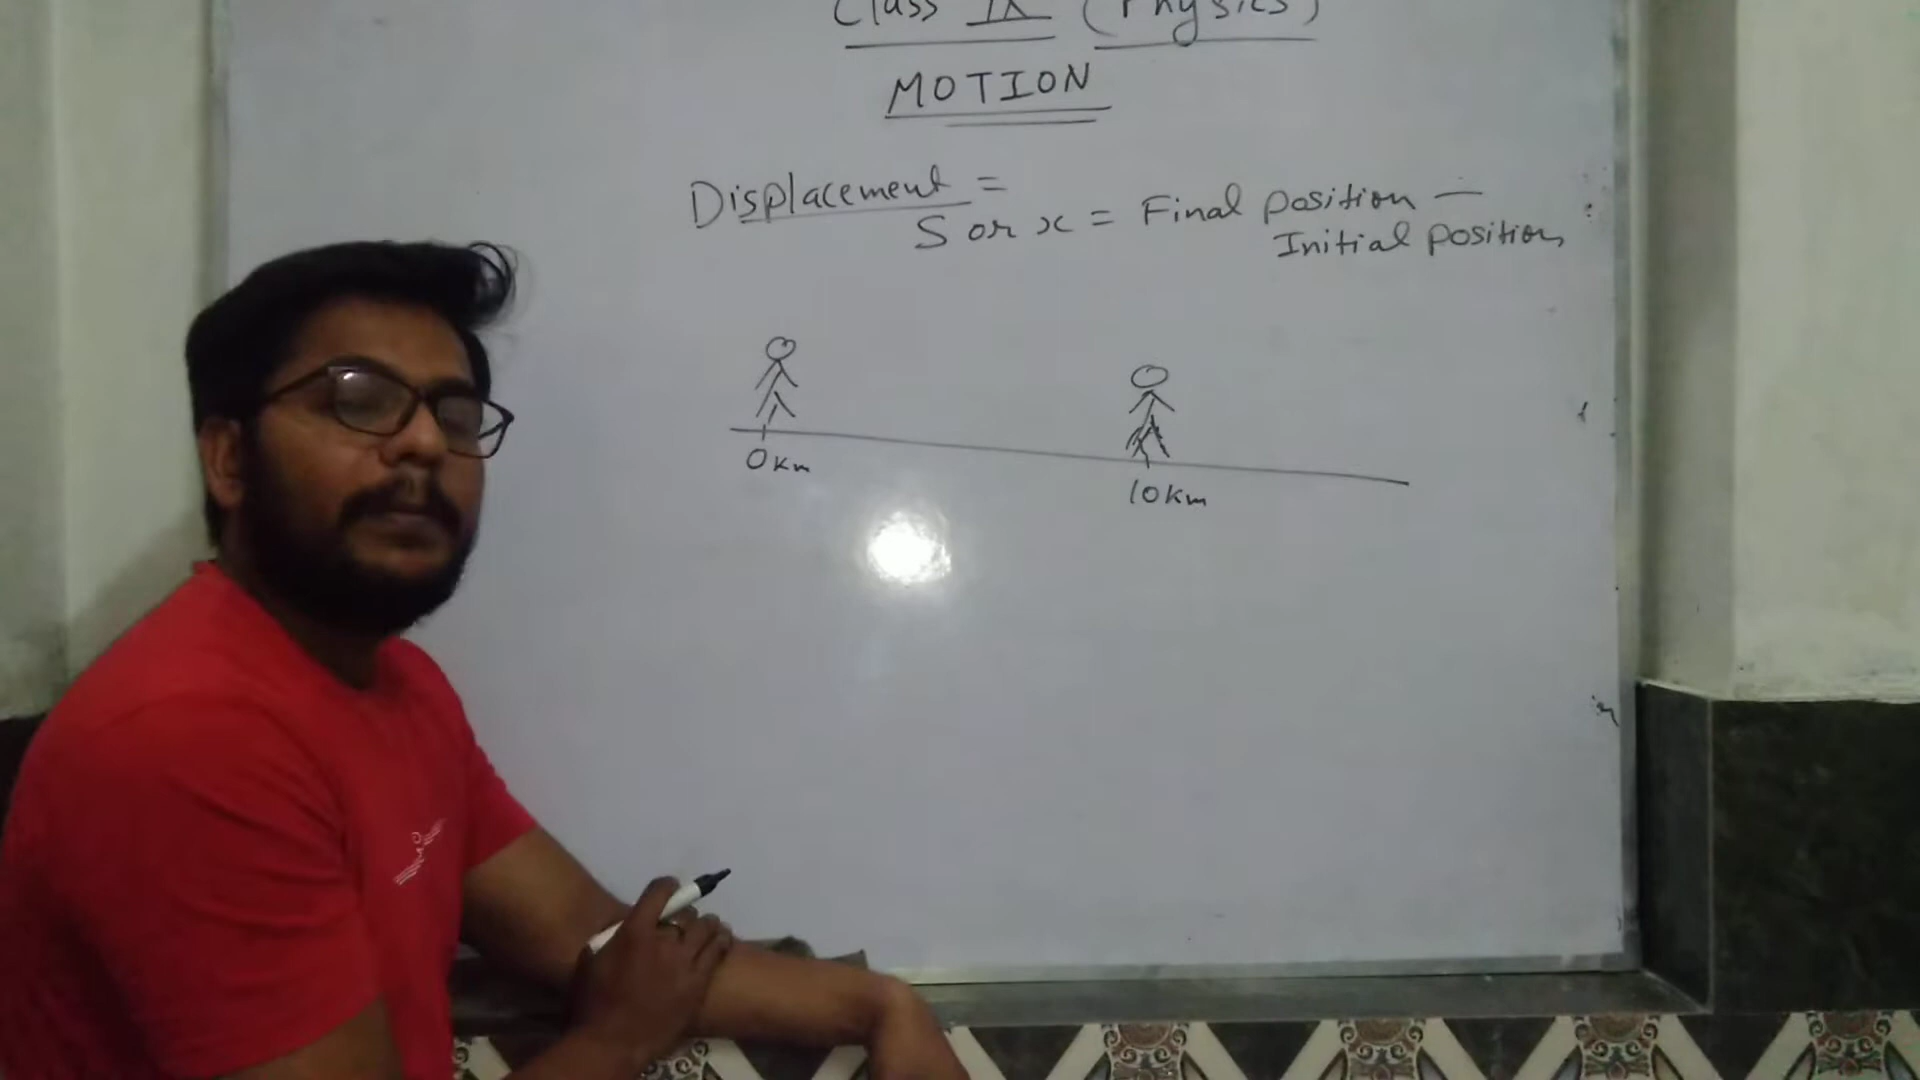 Class IX (Physics)
MOTION
Displacement =
S or x = Final position —
Initial position
0 km
10 km